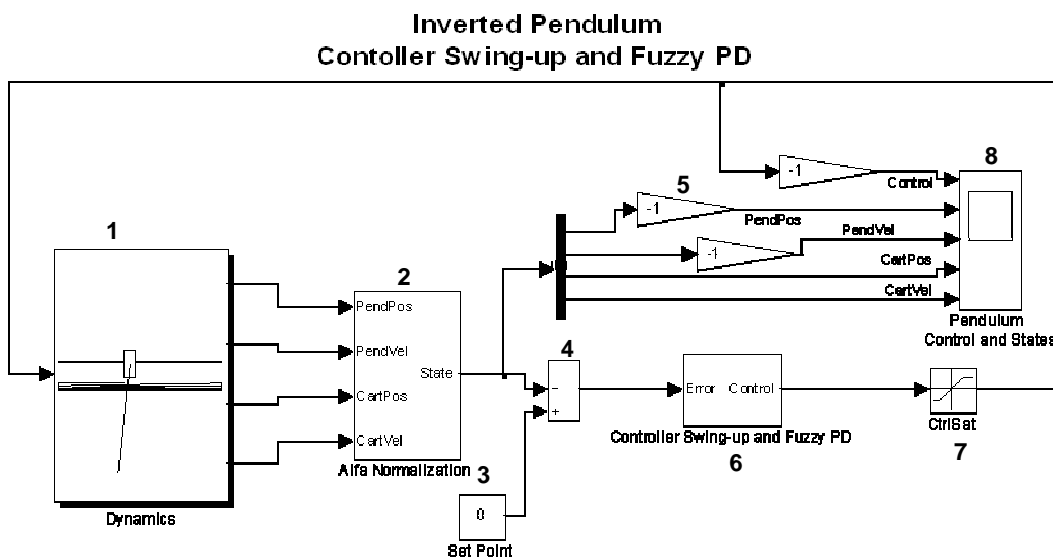 Inverted Pendulum
Contoller Swing-up and Fuzzy PD
8
-1
Control
5
-1
PendPos
PendVel
-1
CartPos
CartVel
Pendulum
Control and States
1
Dynamics
2
PendPos
PendVel
State
CartPos
CartVel
Alfa Normalization
3
0
Set Point
4
-
+
Error Control
Controller Swing-up and Fuzzy PD
6
CtrlSat
7